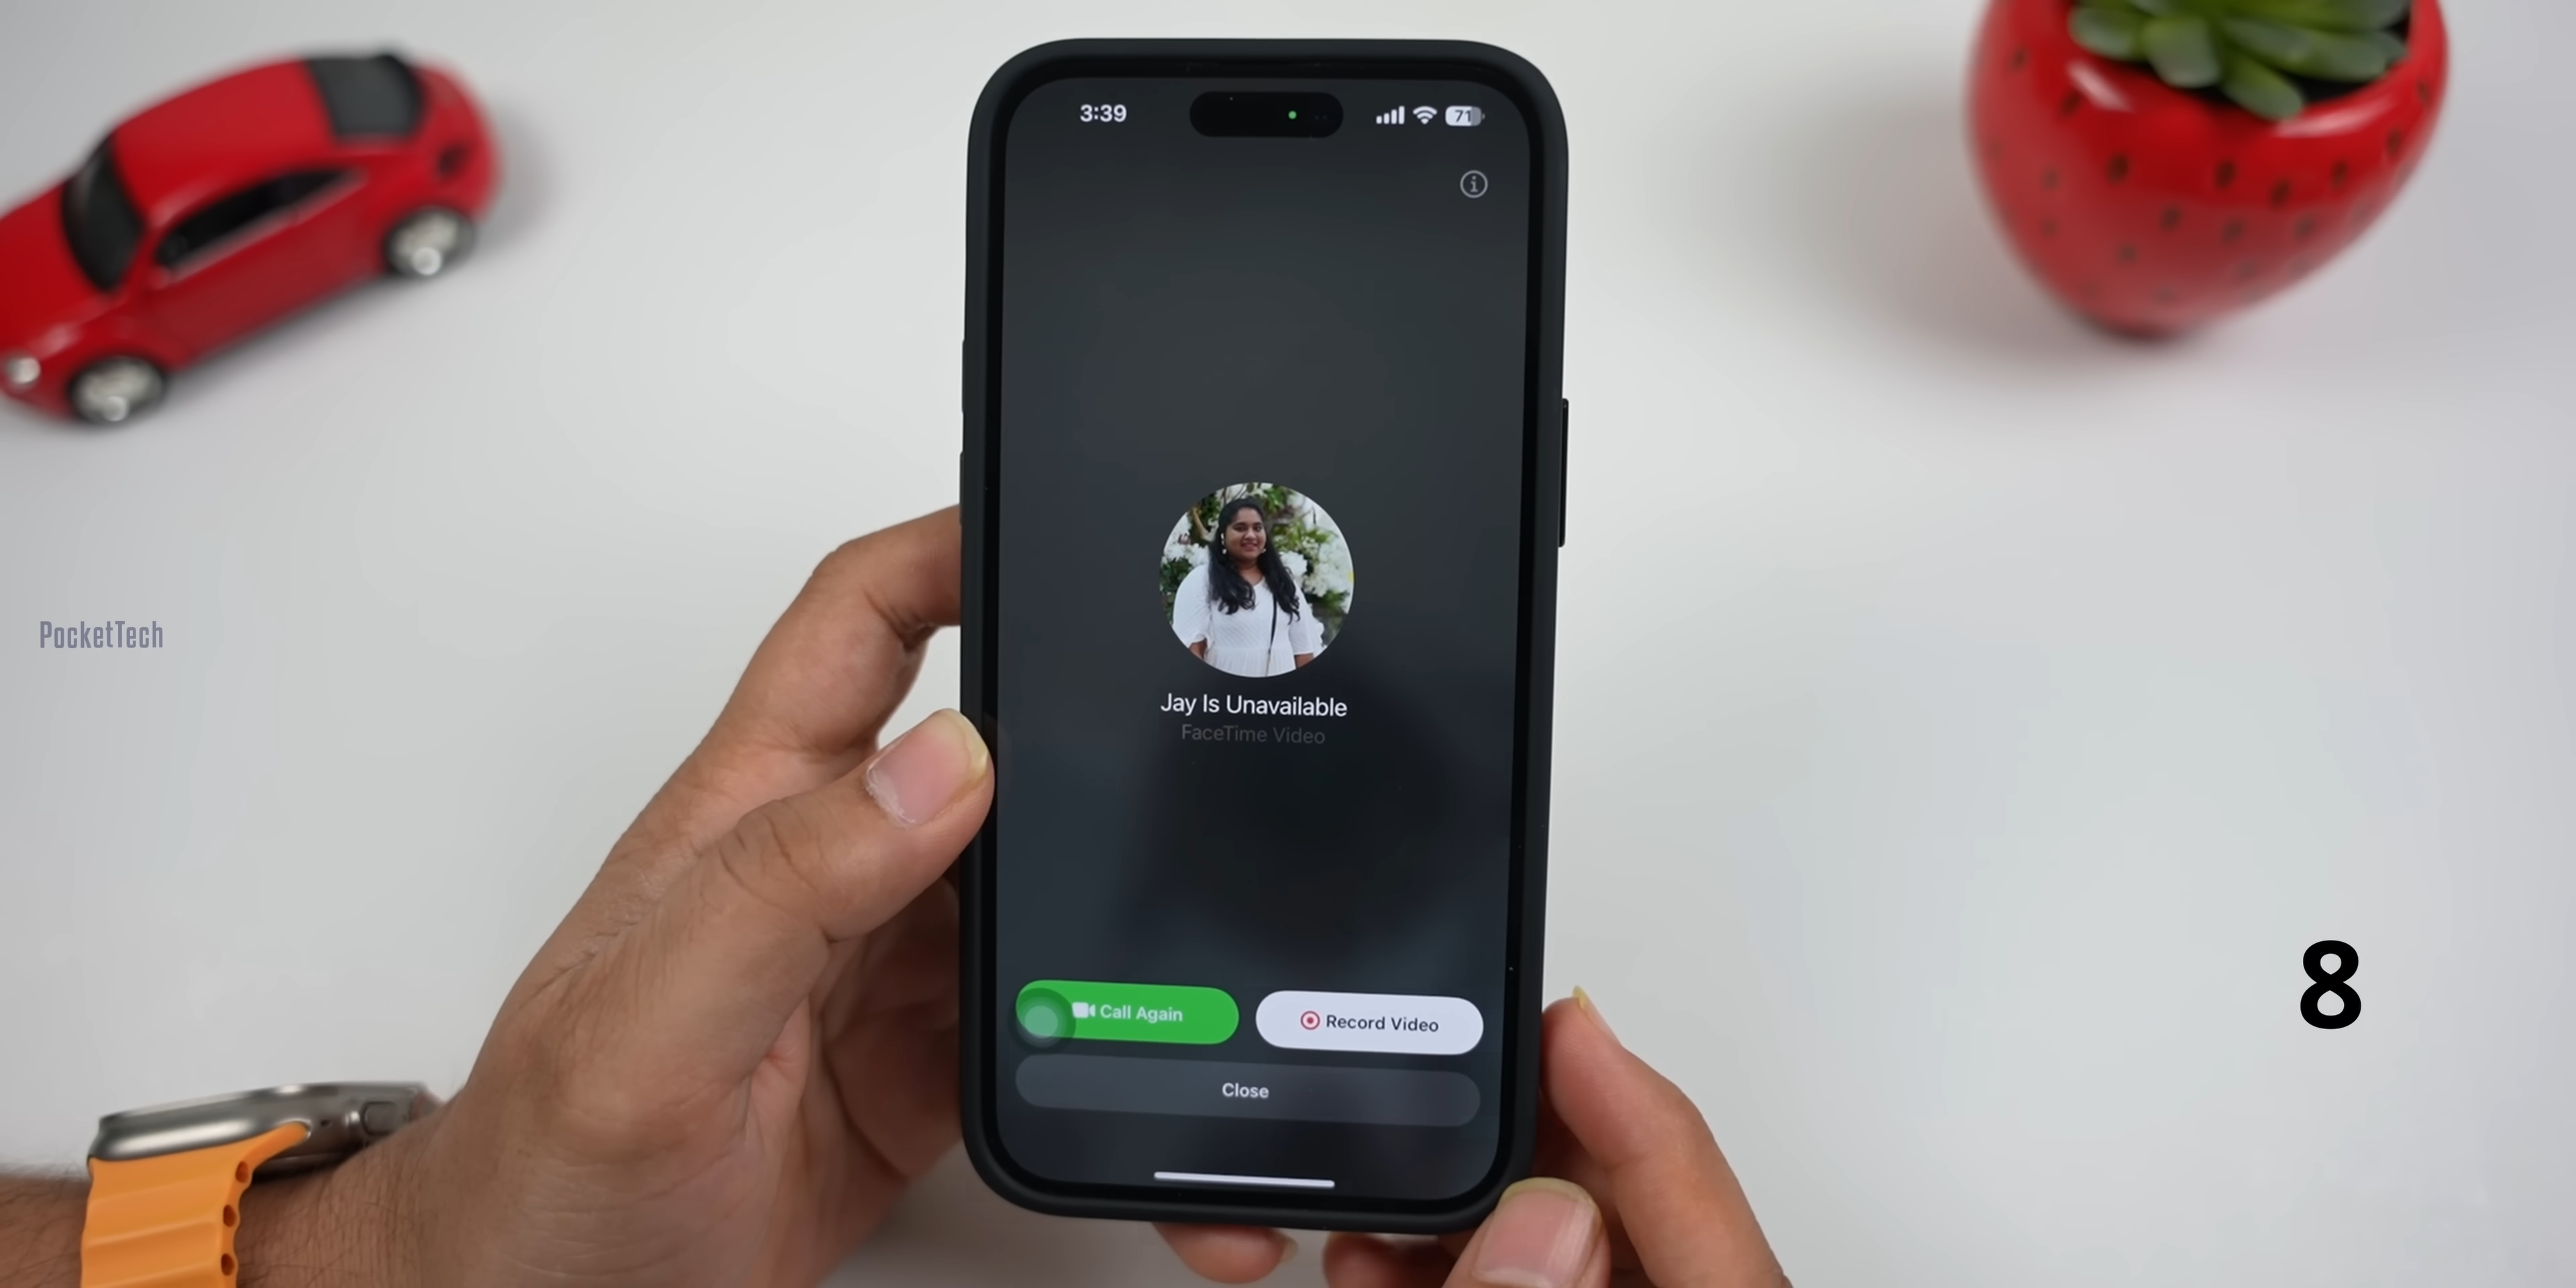 3:39
71
PocketTech
Jay Is Unavailable
FaceTime Video
Call Again
Record Video
Close
8